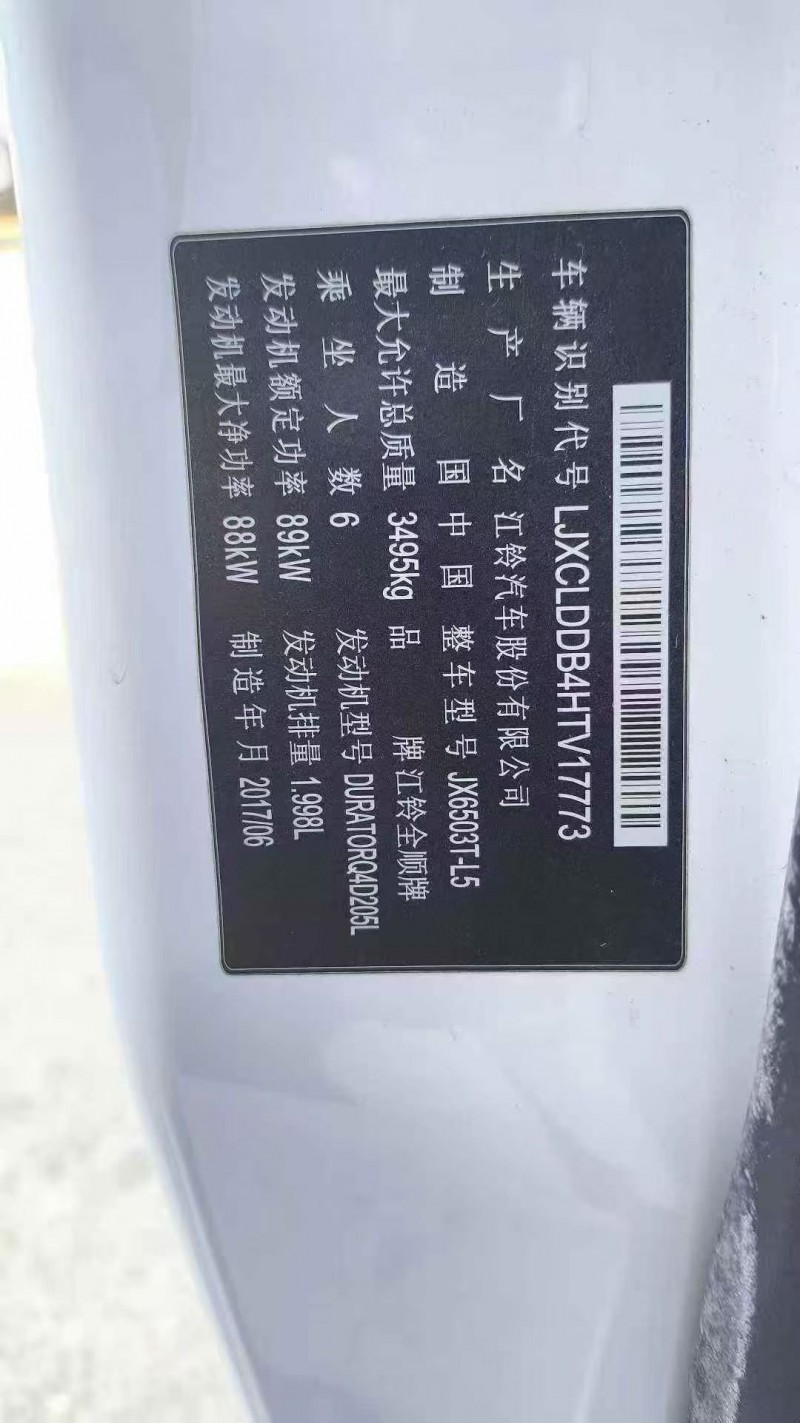 车辆识别代号 LJXCLDDB4HTV17773
生产厂名 江铃汽车股份有限公司
制造国 中国 整车型号 JX6503T-L5
最大允许总质量 3495kg 品牌 江铃全顺牌
乘坐人数 6 发动机型号 DURATORQ4D205L
发动机额定功率 89kW 发动机排量 1.998L
发动机最大净功率 88kW 制造年月 2017/06